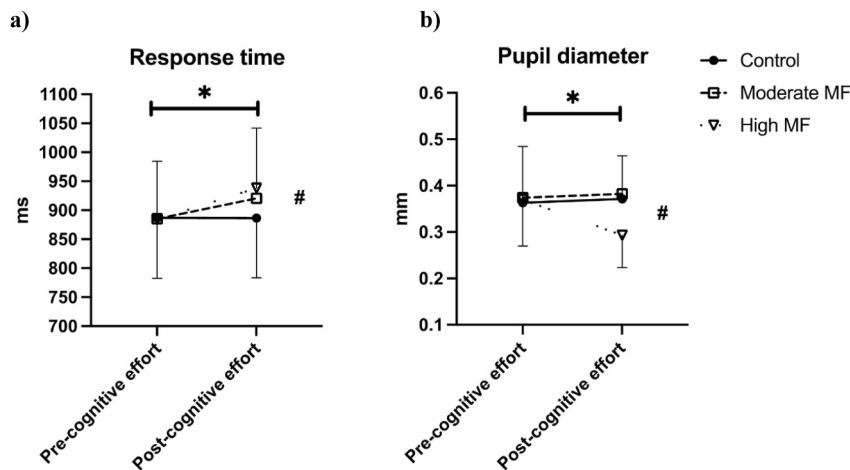 a)
Response time
1100
1050
1000
950
900
850
800
750
700
ms
*
#
Pre-cognitive effort
Post-cognitive effort
b)
Pupil diameter
0.6
0.5
0.4
0.3
0.2
0.1
mm
*
#
Pre-cognitive effort
Post-cognitive effort
Control
Moderate MF
High MF